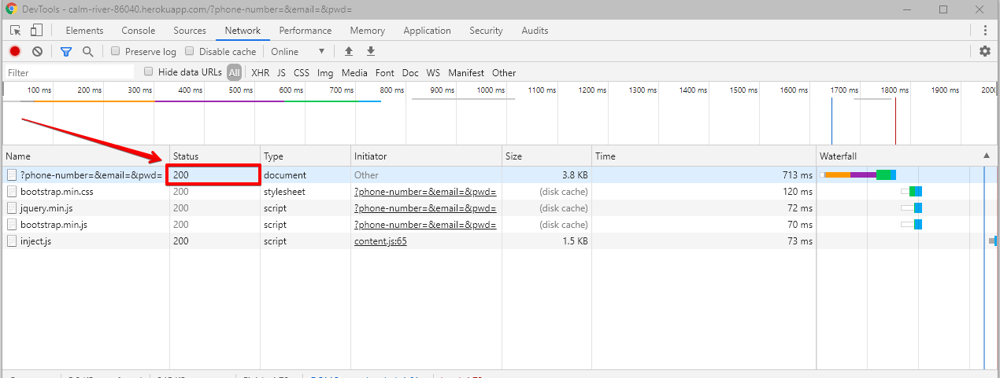 DevTools - calm-river-86040.herokuapp.com/?phone-number=&email=&pwd=
Elements Console Sources Network Performance Memory Application Security Audits
Preserve log Disable cache Online
Filter Hide data URLs All XHR JS CSS Img Media Font Doc WS Manifest Other
100 ms 200 ms 300 ms 400 ms 500 ms 600 ms 700 ms 800 ms 900 ms 1000 ms 1100 ms 1200 ms 1300 ms 1400 ms 1500 ms 1600 ms 1700 ms 1800 ms 1900 ms
Name Status Type Initiator Size Time Waterfall
?phone-number=&email=&pwd= 200 document Other 3.8 KB 713 ms
bootstrap.min.css 200 stylesheet ?phone-number=&email=&pwd= (disk cache) 120 ms
jquery.min.js 200 script ?phone-number=&email=&pwd= (disk cache) 72 ms
bootstrap.min.js 200 script ?phone-number=&email=&pwd= (disk cache) 70 ms
inject.js 200 script content.js:65 1.5 KB 73 ms